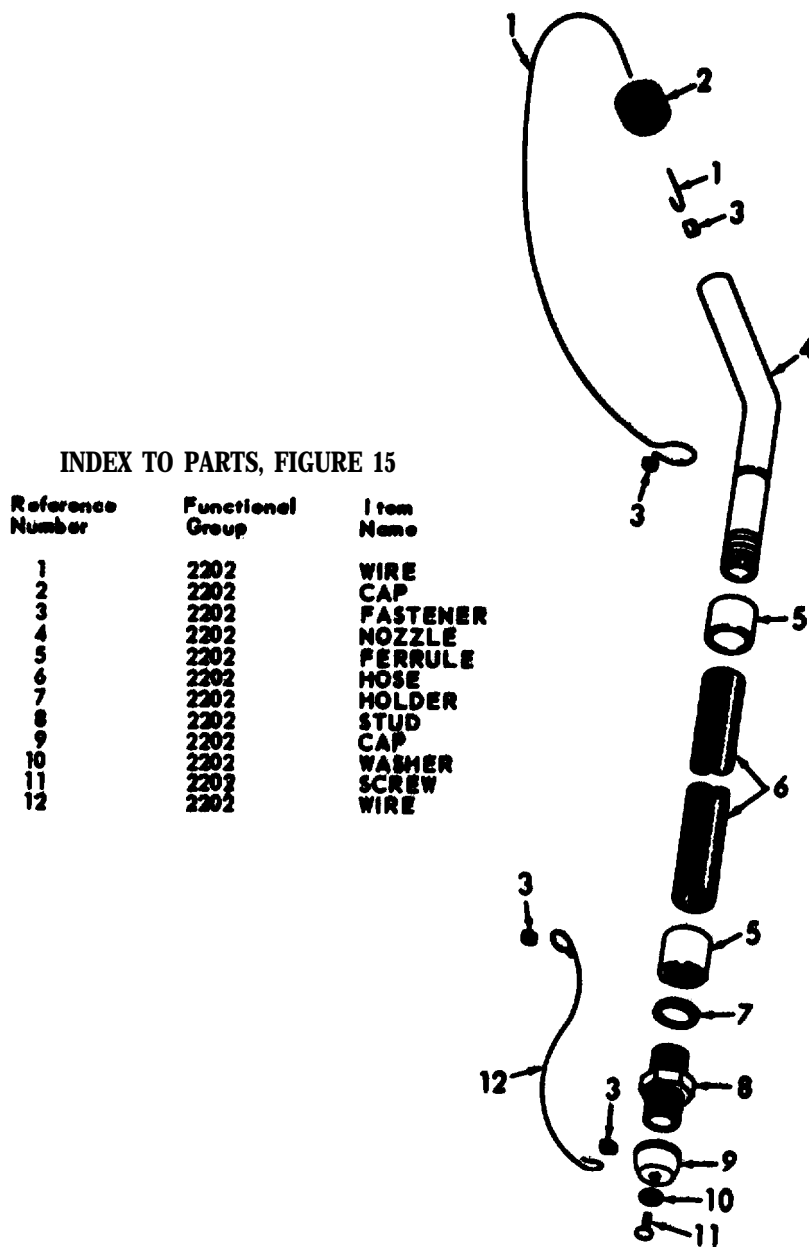 1
2
1
3
4
3
INDEX TO PARTS, FIGURE 15
Reference Number Functional Group Item Name
1 2202 WIRE
2 2202 CAP
3 2202 FASTENER
4 2202 NOZZLE
5 2202 FERRULE
6 2202 HOSE
7 2202 HOLDER
8 2202 STUD
9 2202 CAP
10 2202 WASHER
11 2202 SCREW
12 2202 WIRE
5
6
3
5
7
12
3
8
9
10
11